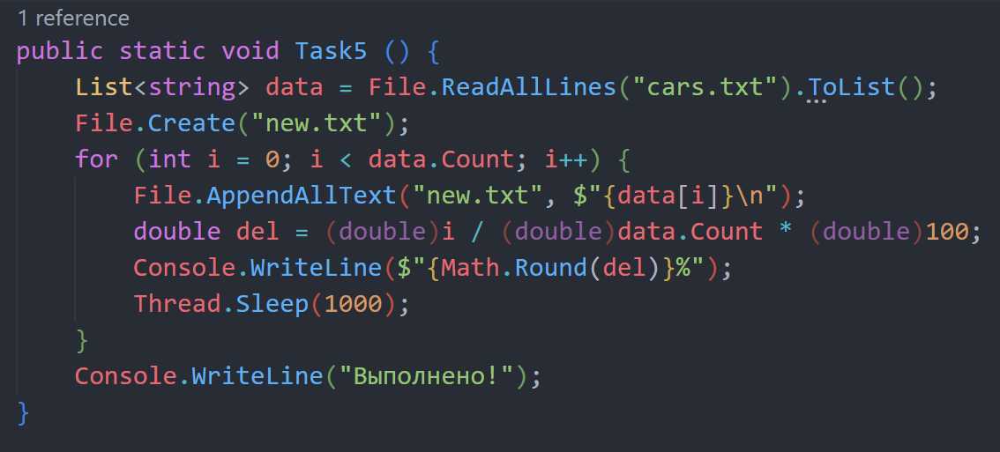 1 reference
public static void Task5 () {
List<string> data = File.ReadAllLines("cars.txt").ToList();
File.Create("new.txt");
for (int i = 0; i < data.Count; i++) {
File.AppendAllText("new.txt", $"{data[i]}\n");
double del = (double)i / (double)data.Count * (double)100;
Console.WriteLine($"{Math.Round(del)}%");
Thread.Sleep(1000);
}
Console.WriteLine("Выполнено!");
}